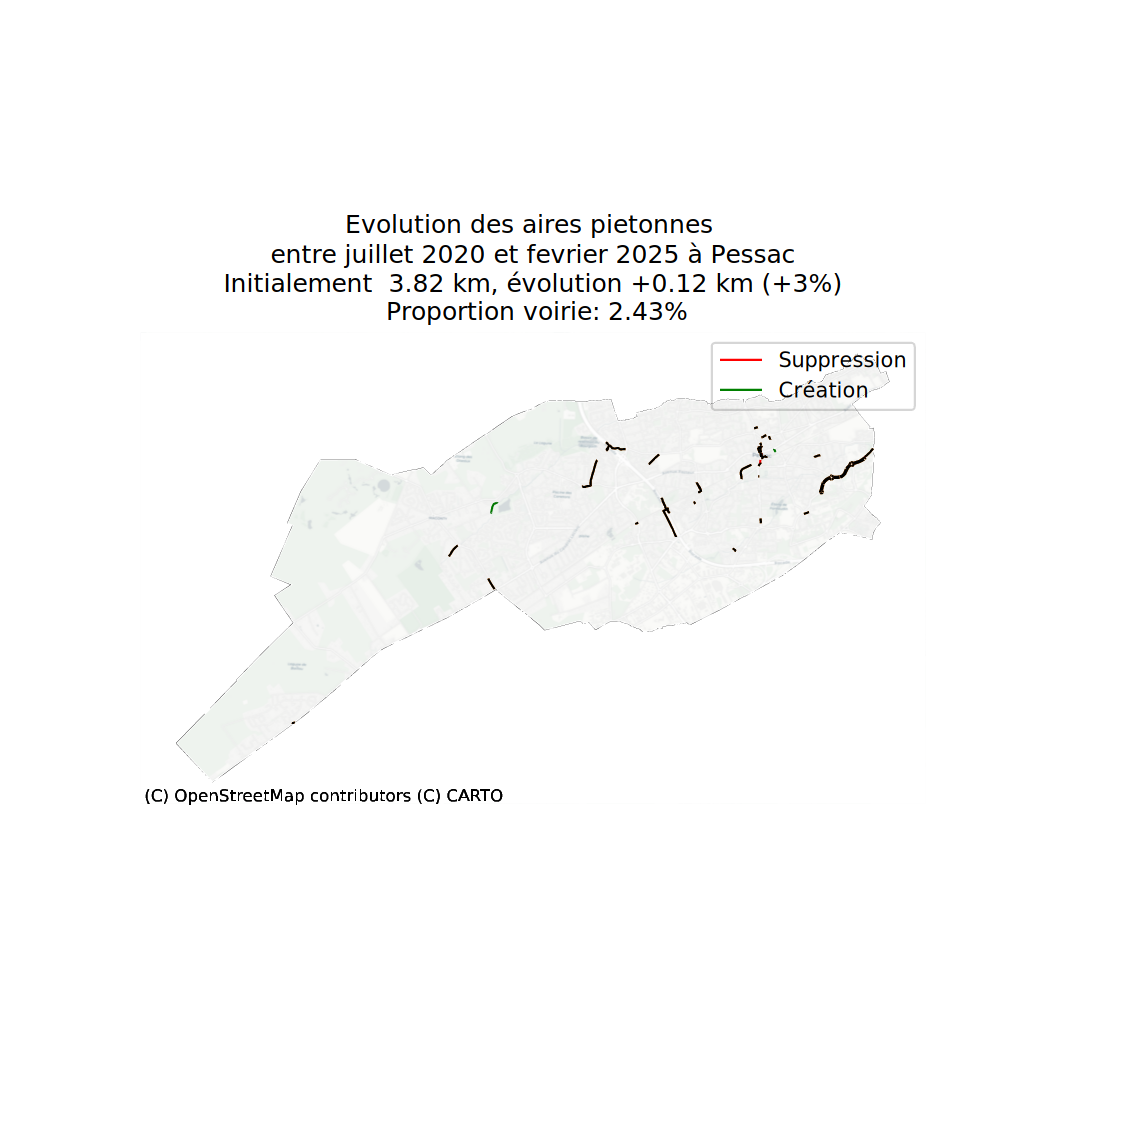 Evolution des aires pietonnes
entre juillet 2020 et fevrier 2025 à Pessac
Initialement  3.82 km, évolution +0.12 km (+3%)
Proportion voirie: 2.43%
Suppression
Création
(C) OpenStreetMap contributors (C) CARTO